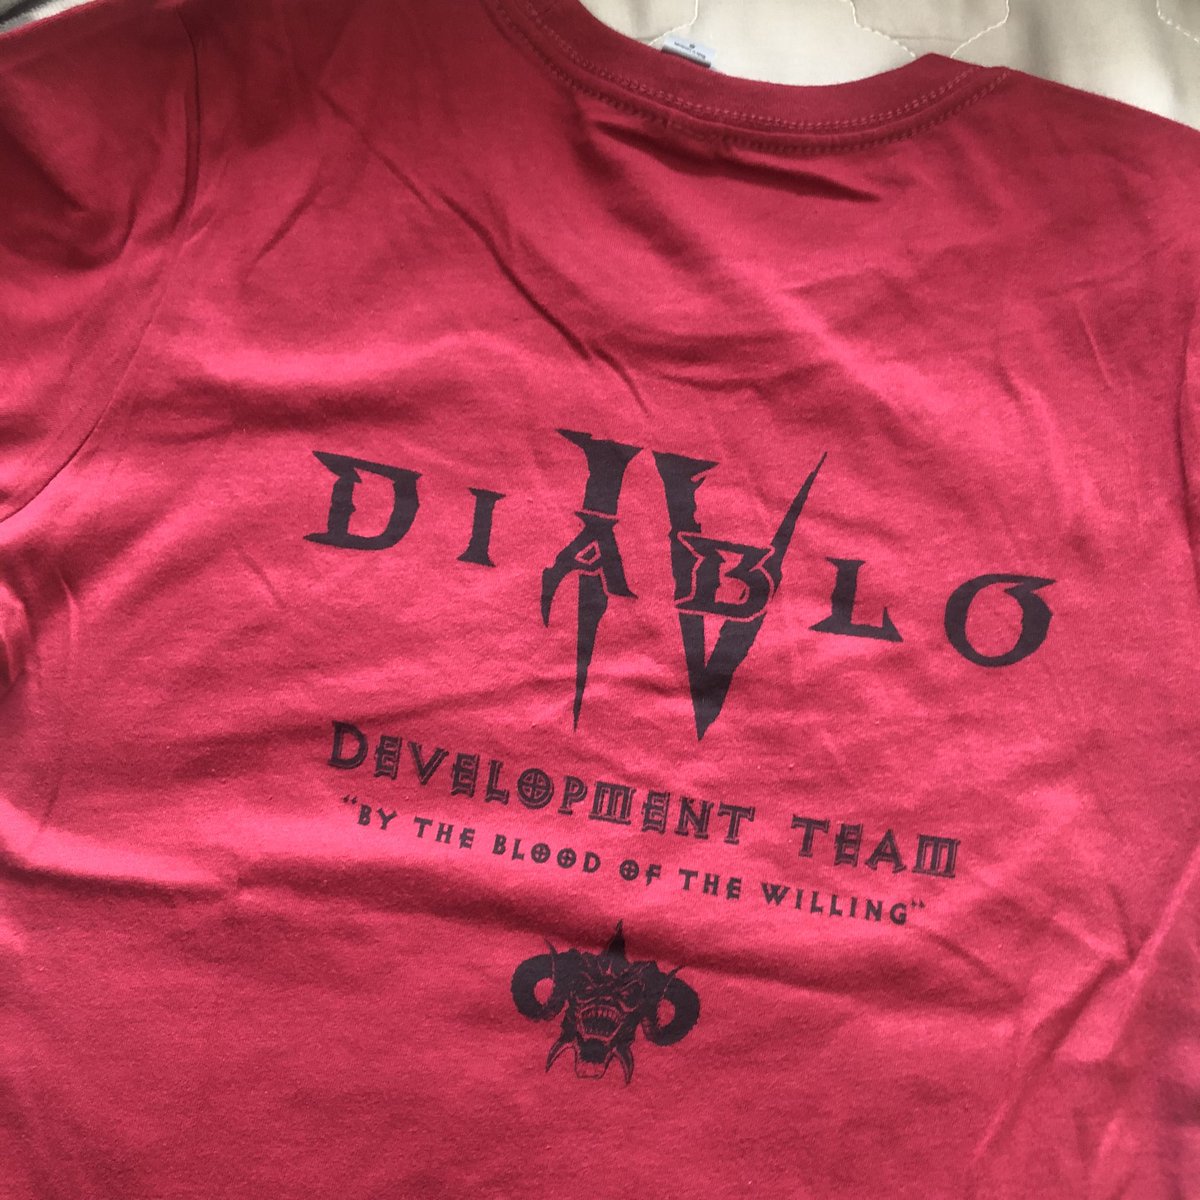 DIABLO
IV
DEVELOPMENT TEAM
"BY THE BLOOD OF THE WILLING"